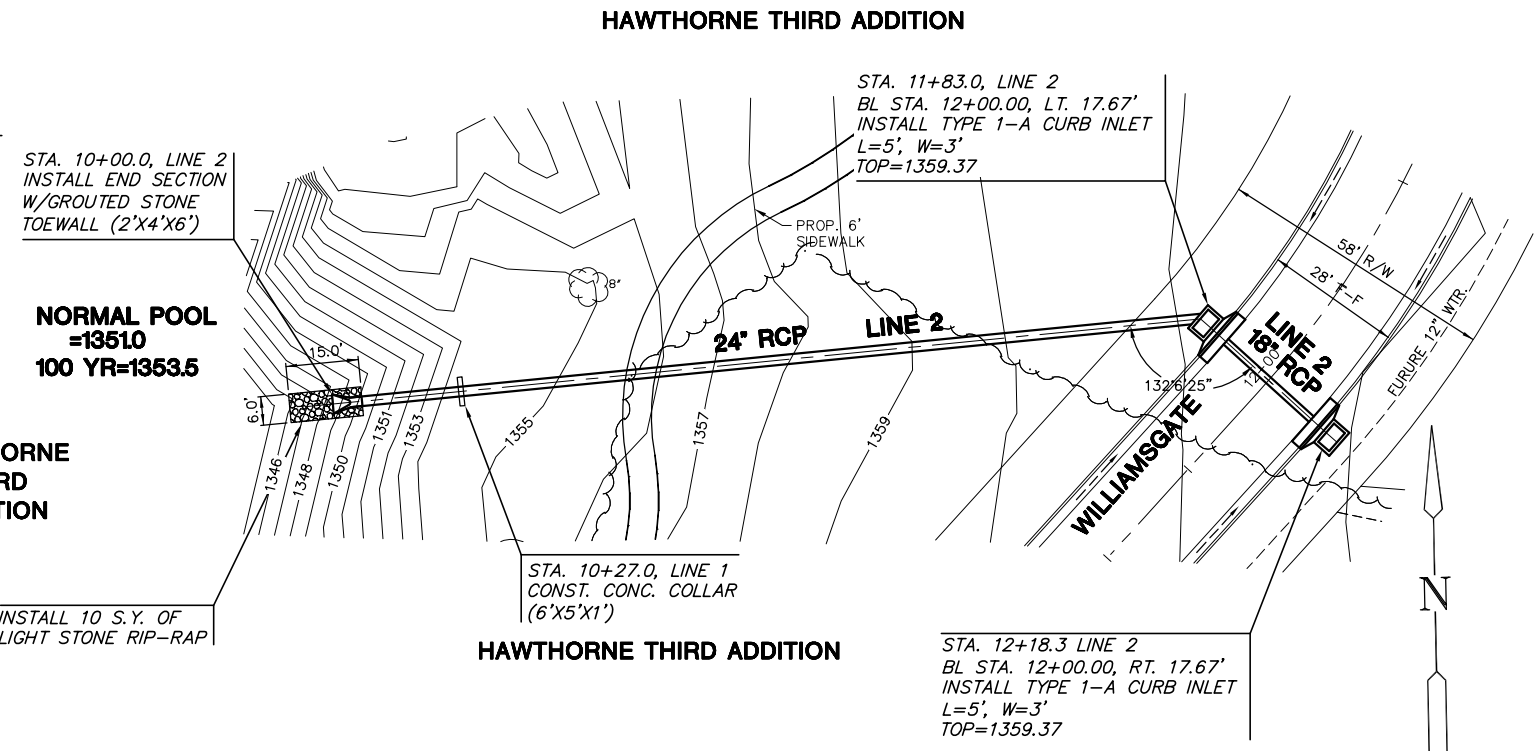 HAWTHORNE THIRD ADDITION
STA. 11+83.0, LINE 2
BL STA. 12+00.00, LT. 17.67'
INSTALL TYPE 1-A CURB INLET
L=5', W=3'
TOP=1359.37
STA. 10+00.0, LINE 2
INSTALL END SECTION
W/GROUTED STONE
TOEWALL (2'X4'X6')
PROP. 6'
SIDEWALK
8"
58' R/W
28' F-F
NORMAL POOL
=1351.0
100 YR=1353.5
15.0'
6.0'
24" RCP
LINE 2
LINE 2
18" RCP
12+00
FURURE 12" WTR.
132°6'25"
WILLIAMSGATE
1346
1348
1350
1351
1353
1355
1357
1359
ORNE
RD
TION
STA. 10+27.0, LINE 1
CONST. CONC. COLLAR
(6'X5'X1')
INSTALL 10 S.Y. OF
LIGHT STONE RIP-RAP
HAWTHORNE THIRD ADDITION
STA. 12+18.3 LINE 2
BL STA. 12+00.00, RT. 17.67'
INSTALL TYPE 1-A CURB INLET
L=5', W=3'
TOP=1359.37
N